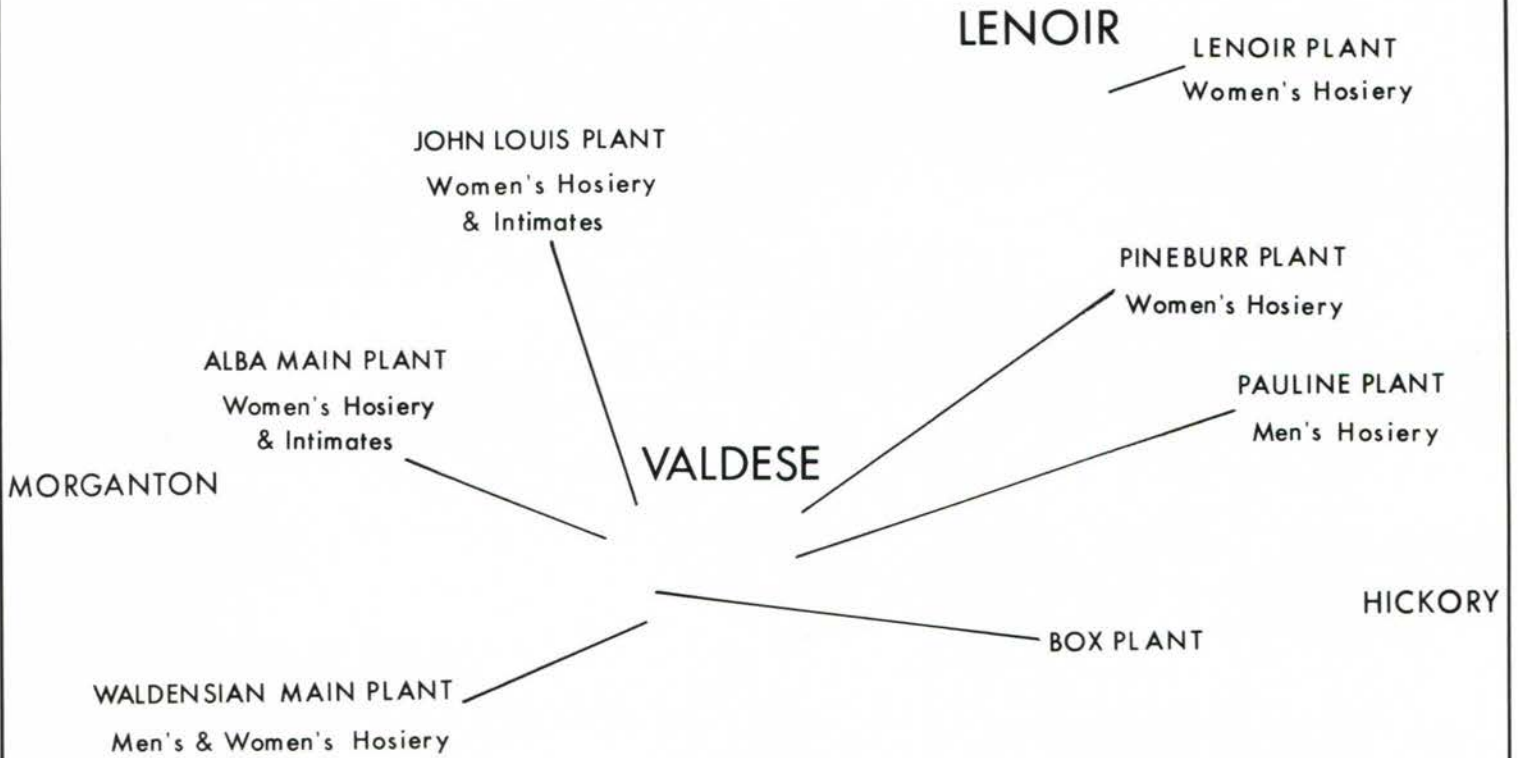 LENOIR
LENOIR PLANT
Women's Hosiery
JOHN LOUIS PLANT
Women's Hosiery
& Intimates
PINEBURR PLANT
Women's Hosiery
ALBA MAIN PLANT
Women's Hosiery
& Intimates
PAULINE PLANT
Men's Hosiery
VALDESE
MORGANTON
HICKORY
BOX PLANT
WALDENSIAN MAIN PLANT
Men's & Women's Hosiery